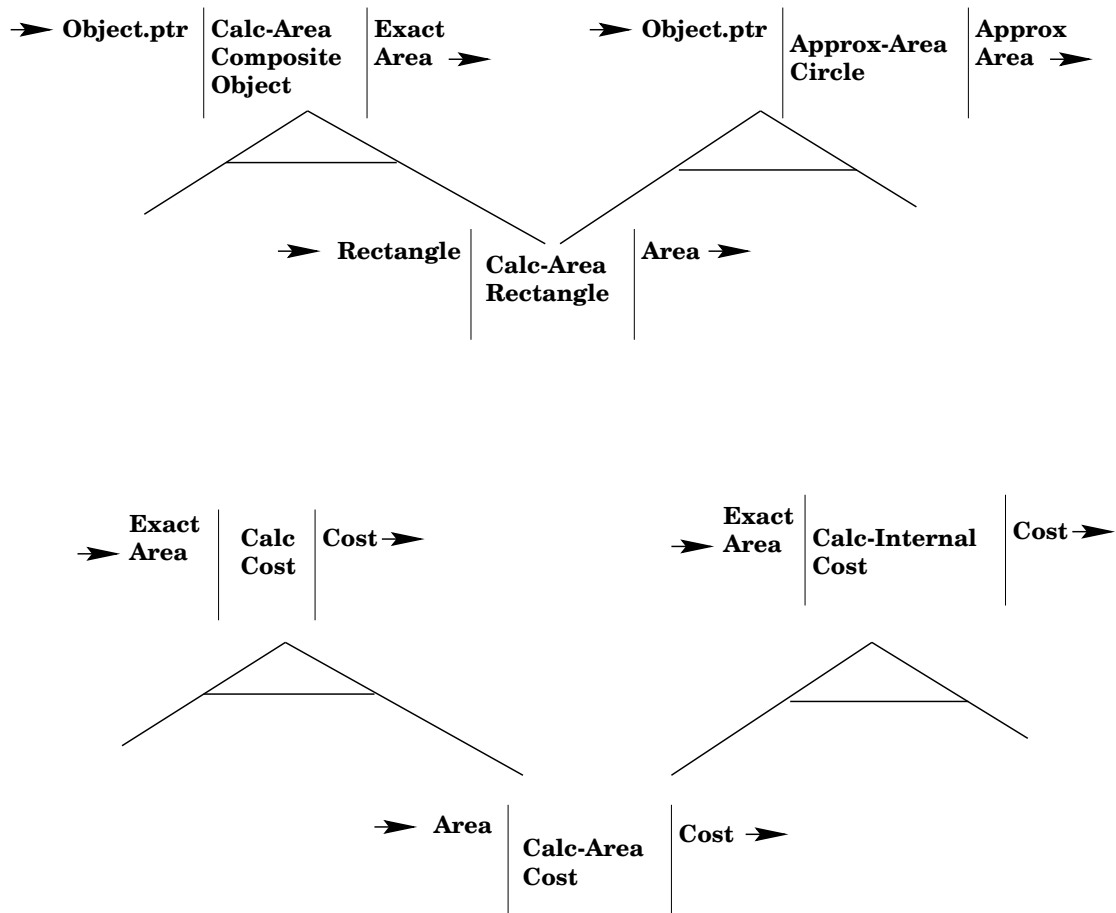 Object.ptr
Calc-Area
Composite
Object
Exact
Area
Object.ptr
Approx-Area
Circle
Approx
Area
Rectangle
Calc-Area
Rectangle
Area
Exact
Area
Calc
Cost
Cost
Exact
Area
Calc-Internal
Cost
Cost
Area
Calc-Area
Cost
Cost